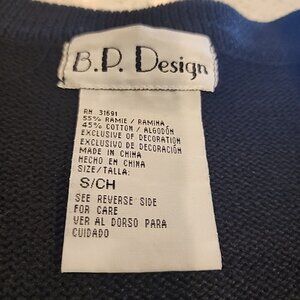 B.P. Design
RN 31691
55% RAMIE / RAMINA
45% COTTON / ALGODÓN
EXCLUSIVE OF DECORATION
EXCLUSIVO DE DECORACIÓN
MADE IN CHINA
HECHO EN CHINA
SIZE/TALLA:
S/CH
SEE REVERSE SIDE
FOR CARE
VER AL DORSO PARA
CUIDADO